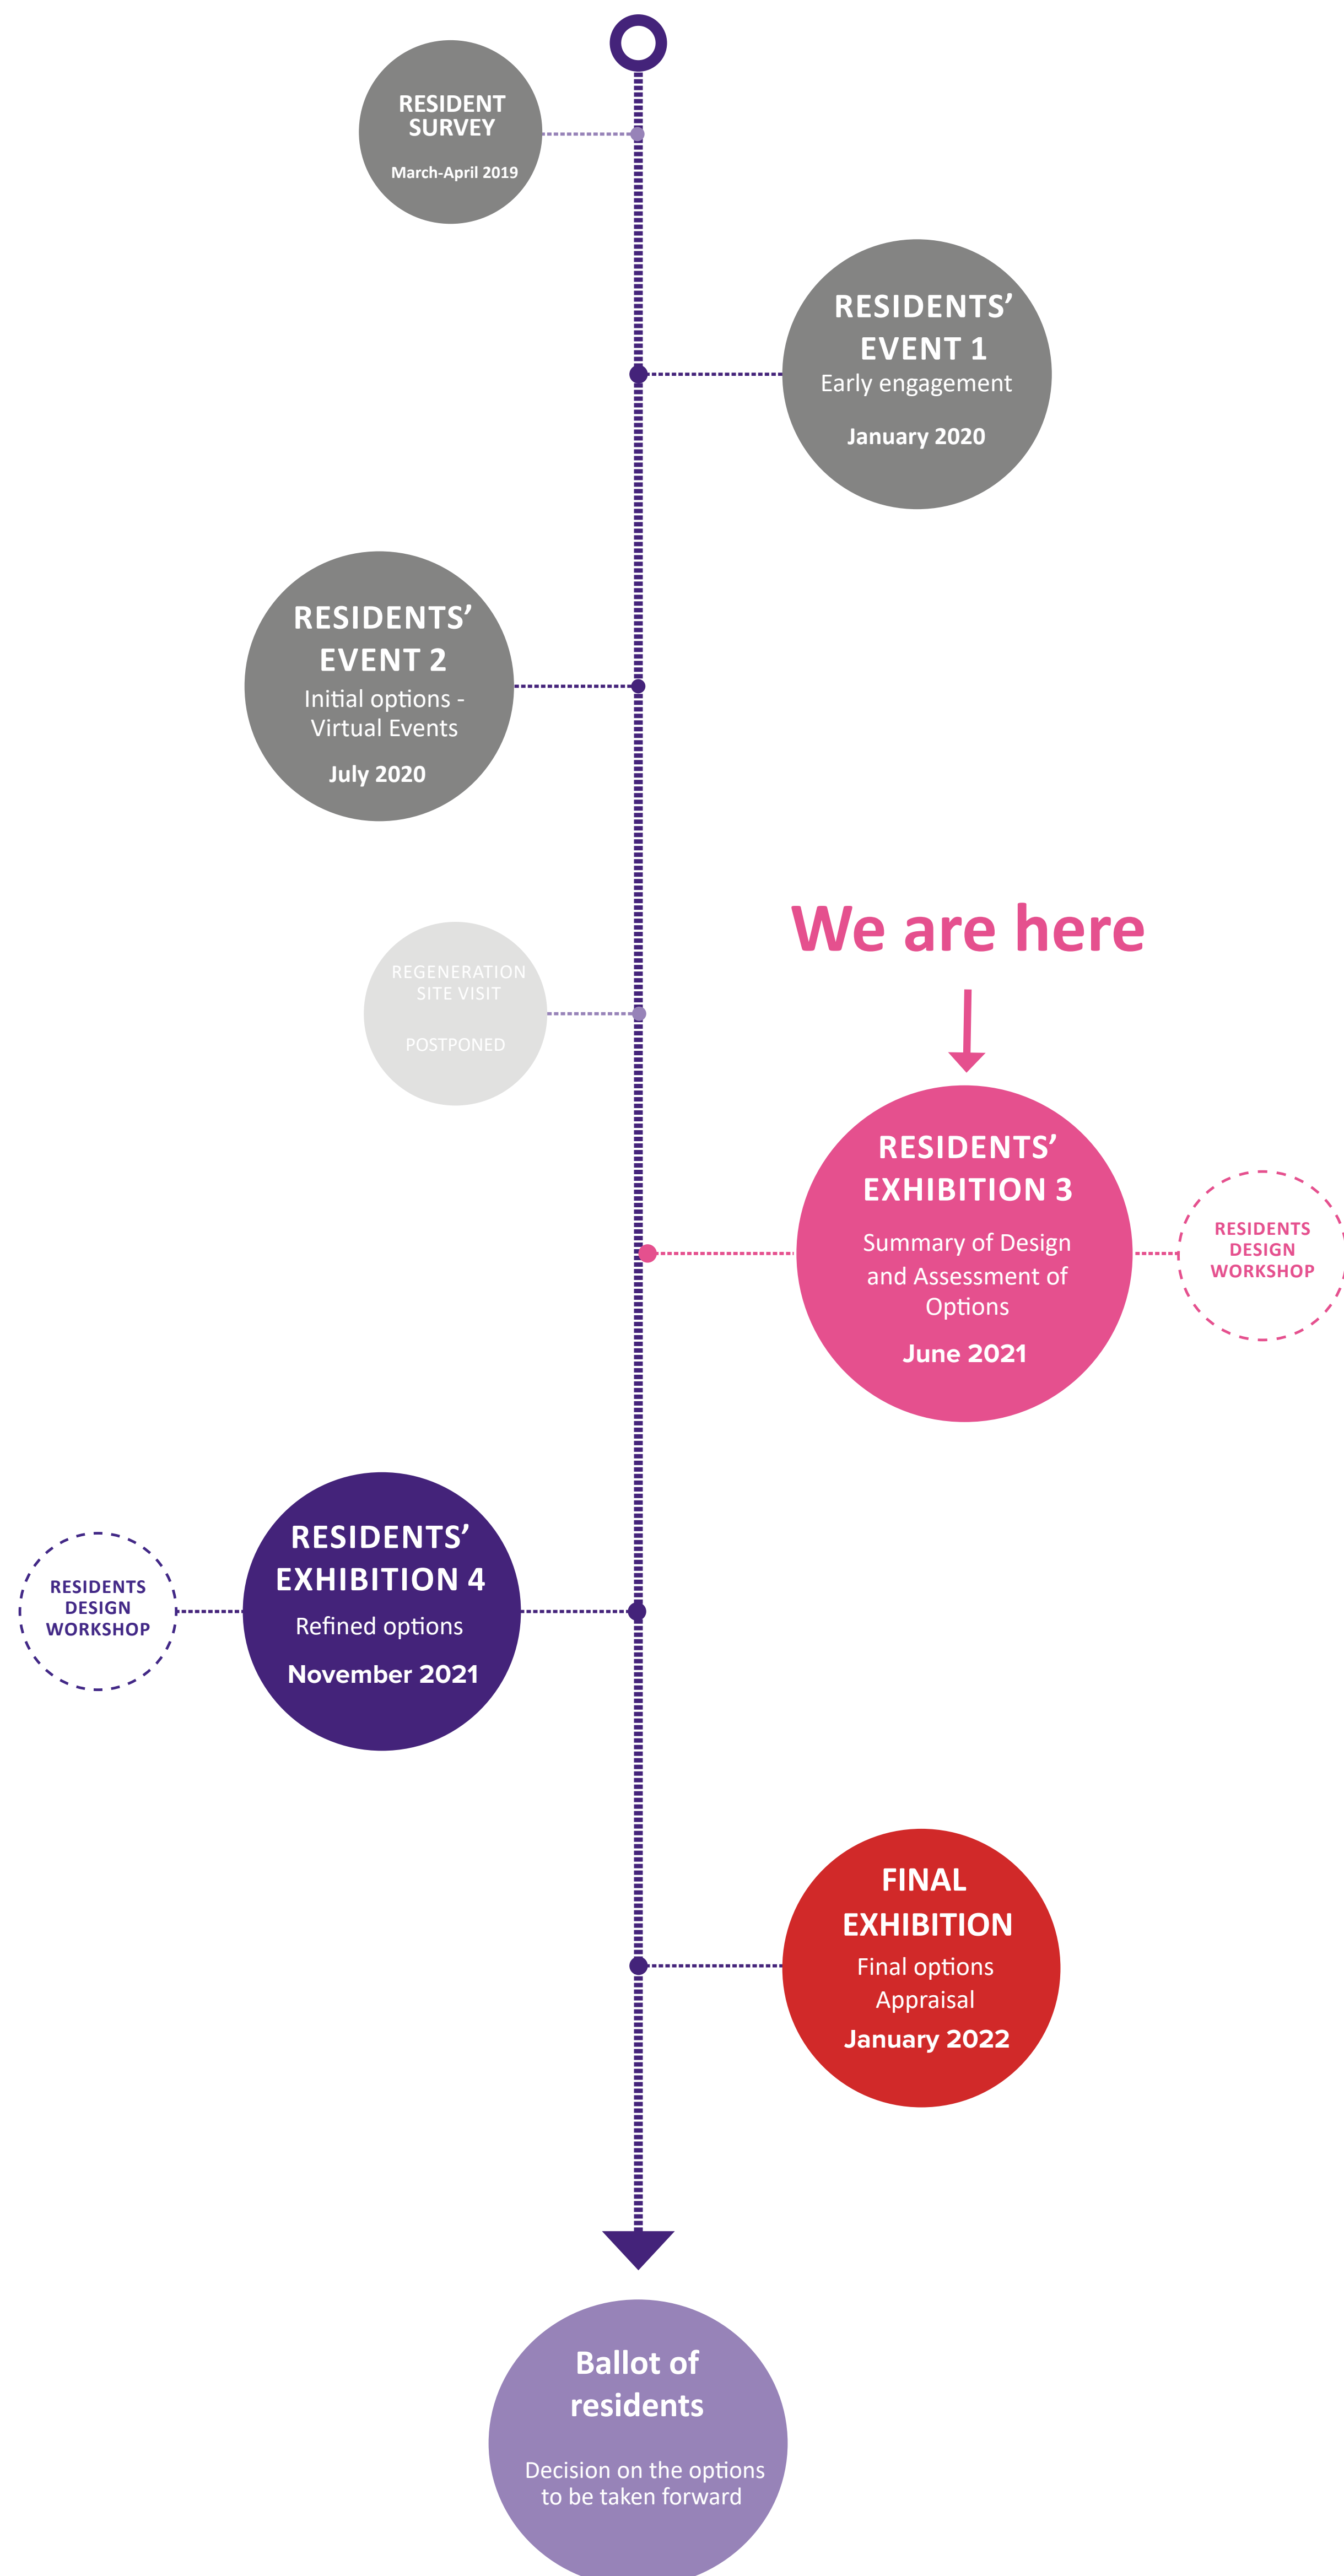 RESIDENT
SURVEY
March-April 2019
RESIDENTS’
EVENT 1
Early engagement
January 2020
RESIDENTS’
EVENT 2
Initial options -
Virtual Events
July 2020
REGENERATION
SITE VISIT
POSTPONED
We are here
RESIDENTS’
EXHIBITION 3
Summary of Design
and Assessment of
Options
June 2021
RESIDENTS
DESIGN
WORKSHOP
RESIDENTS’
EXHIBITION 4
Refined options
November 2021
RESIDENTS
DESIGN
WORKSHOP
FINAL
EXHIBITION
Final options
Appraisal
January 2022
Ballot of
residents
Decision on the options
to be taken forward